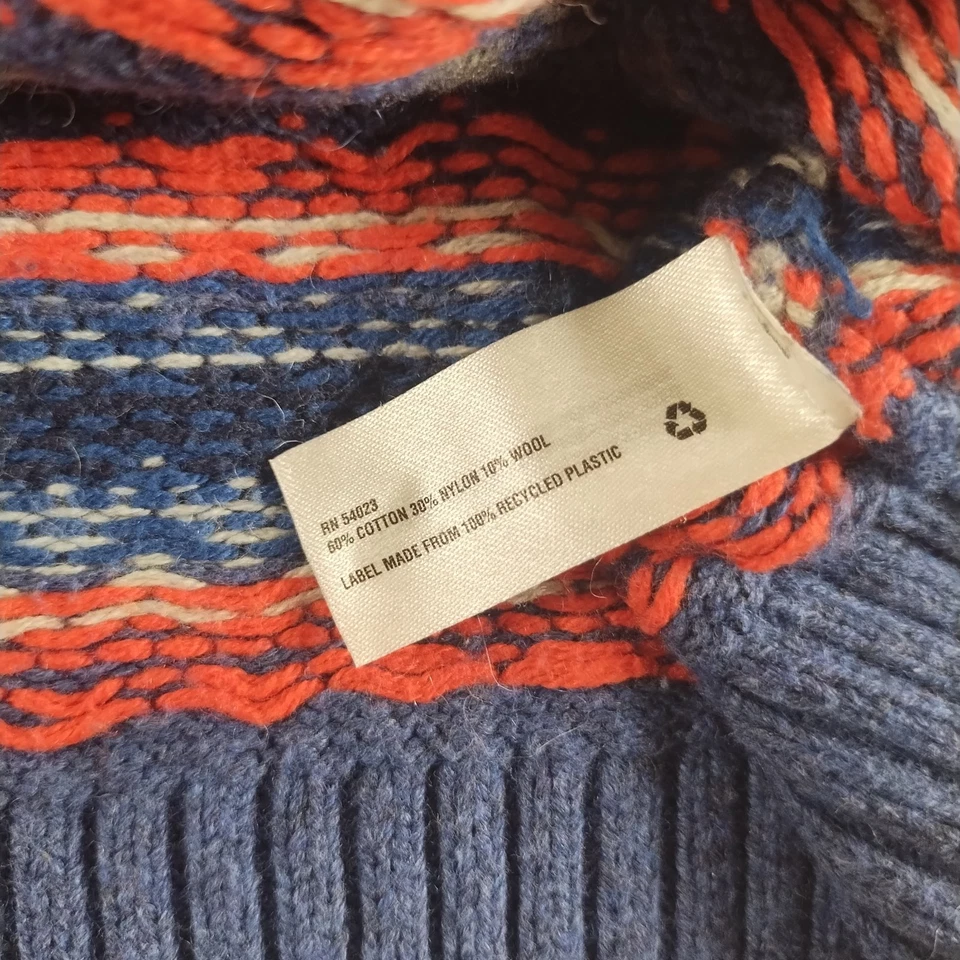 RN 54023
60% COTTON 30% NYLON 10% WOOL
LABEL MADE FROM 100% RECYCLED PLASTIC